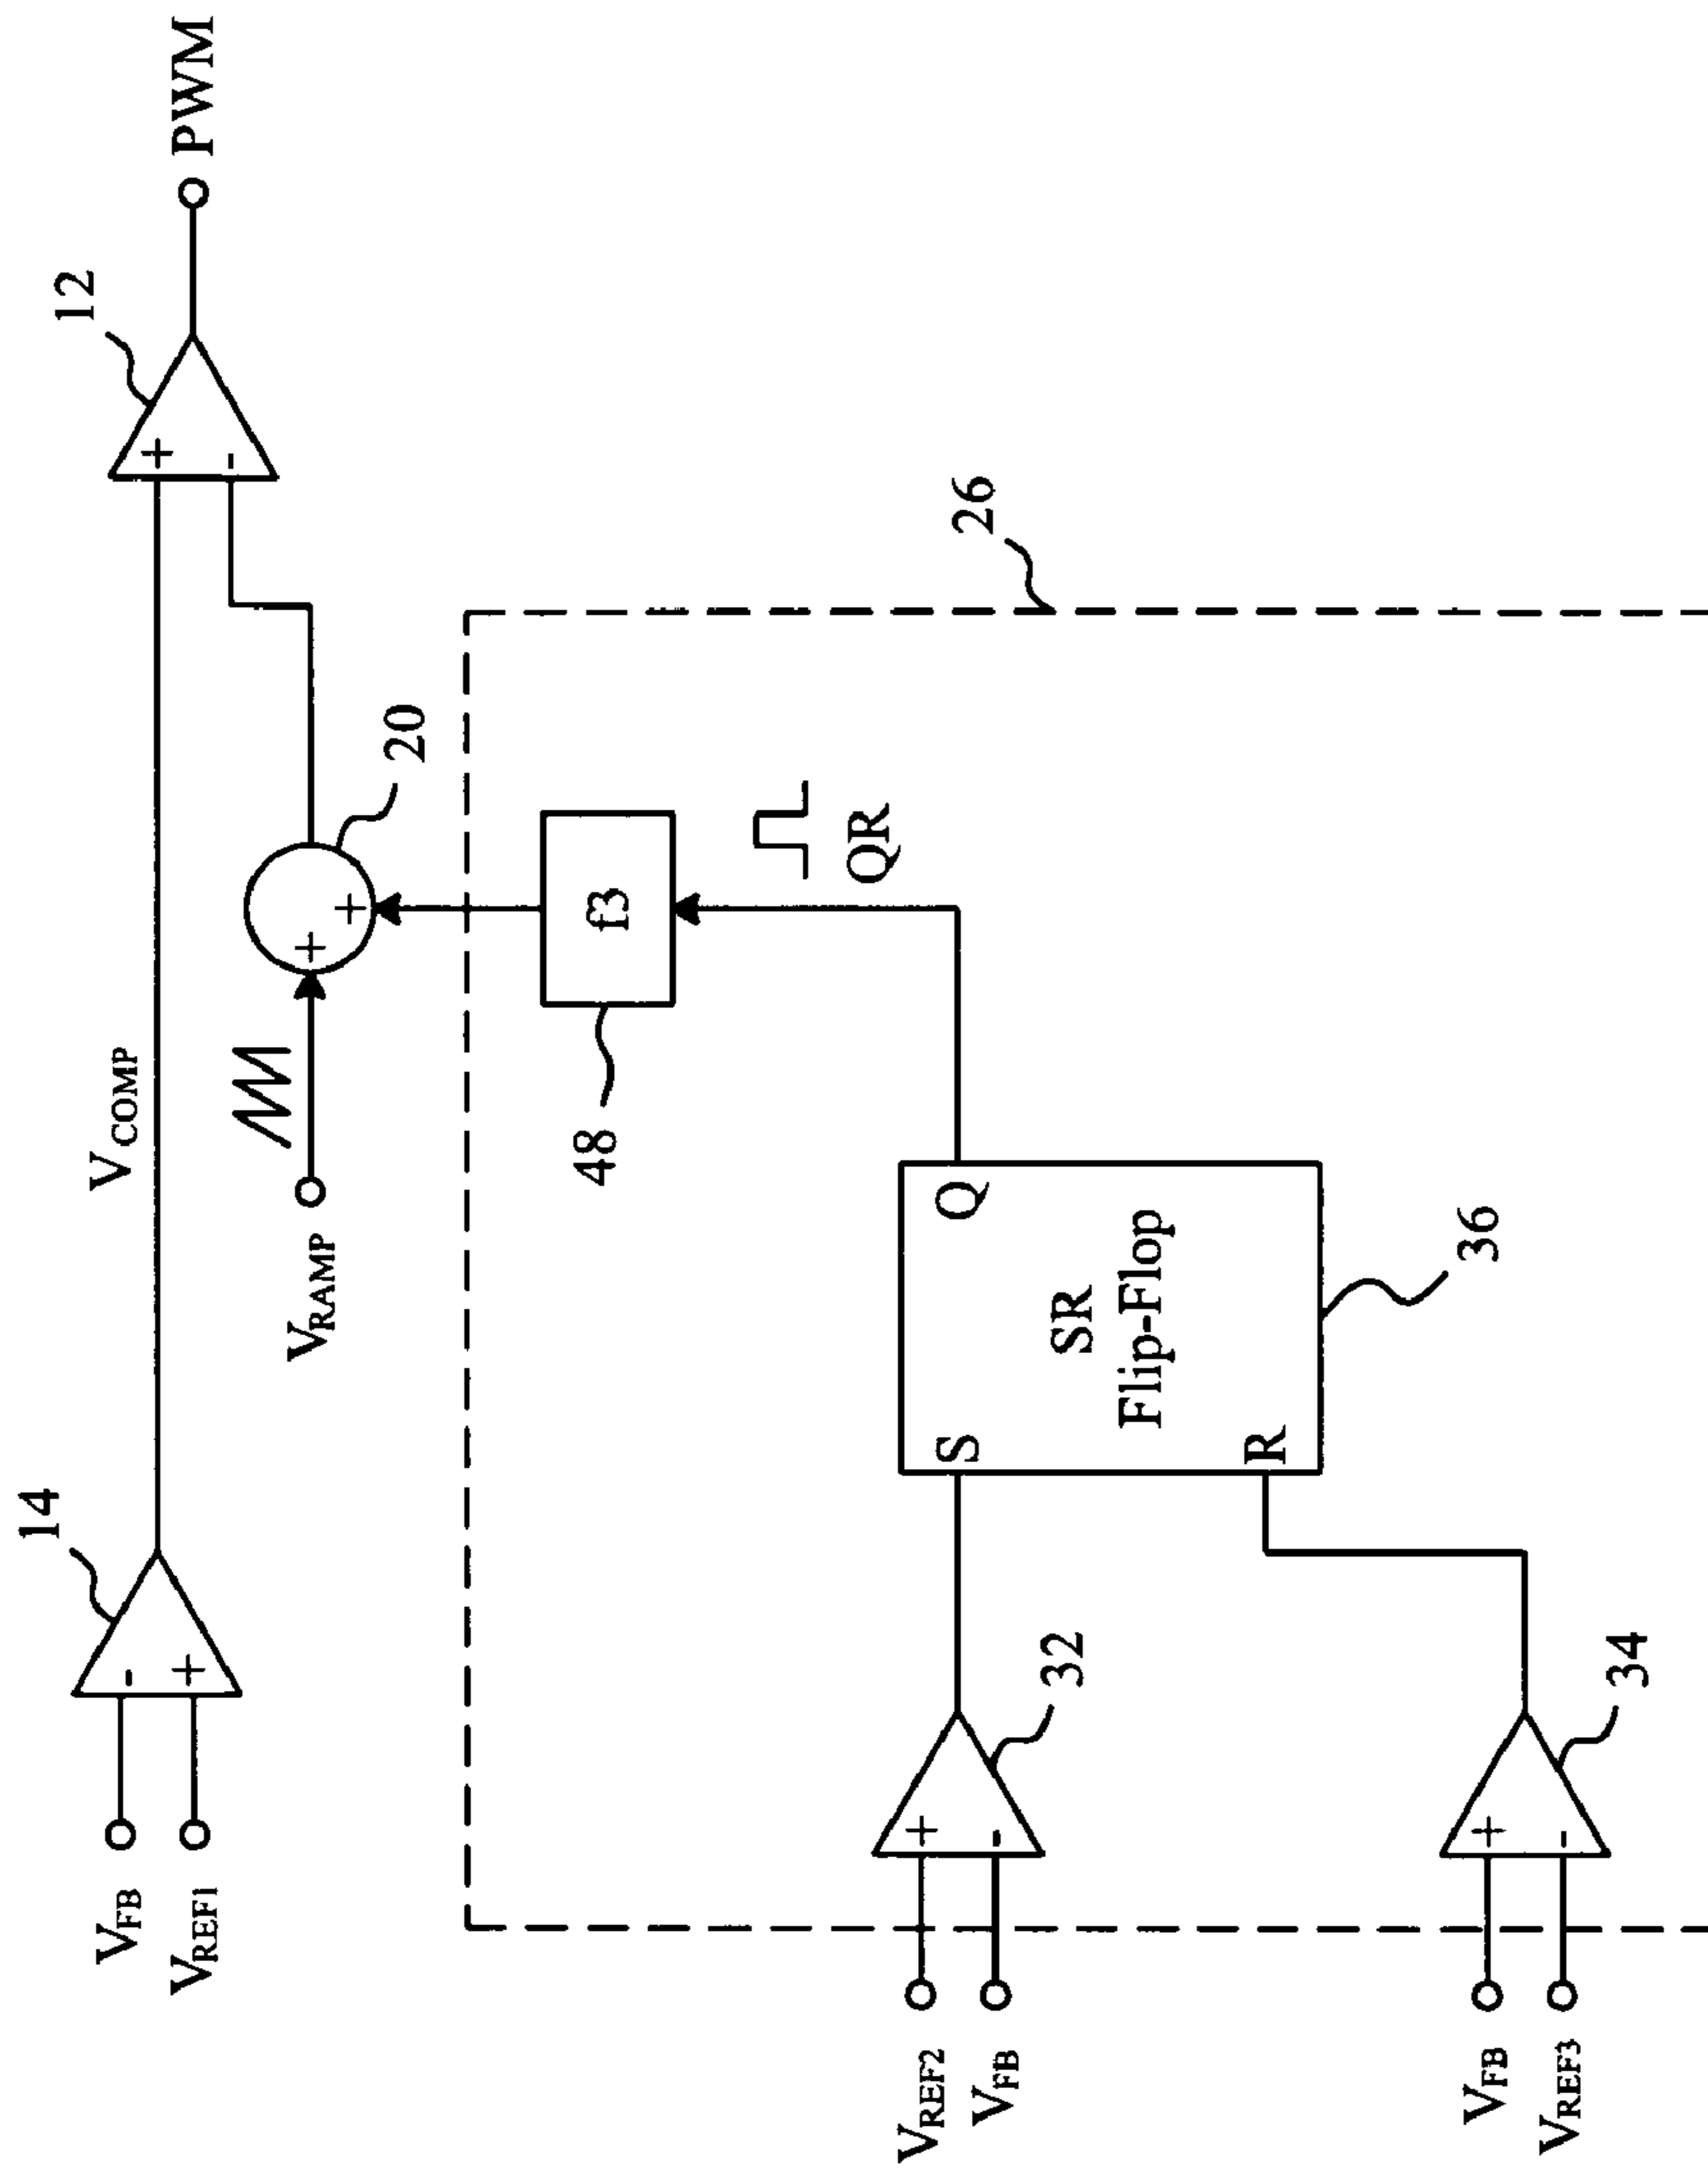 14
12
VFB
VREF1
-
+
VCOMP
+
-
PWM
VRAMP
+
+
20
48
f3
26
QR
VREF2
VFB
+
-
32
S
Q
SR
Flip-Flop
R
36
VFB
VREF3
+
-
34